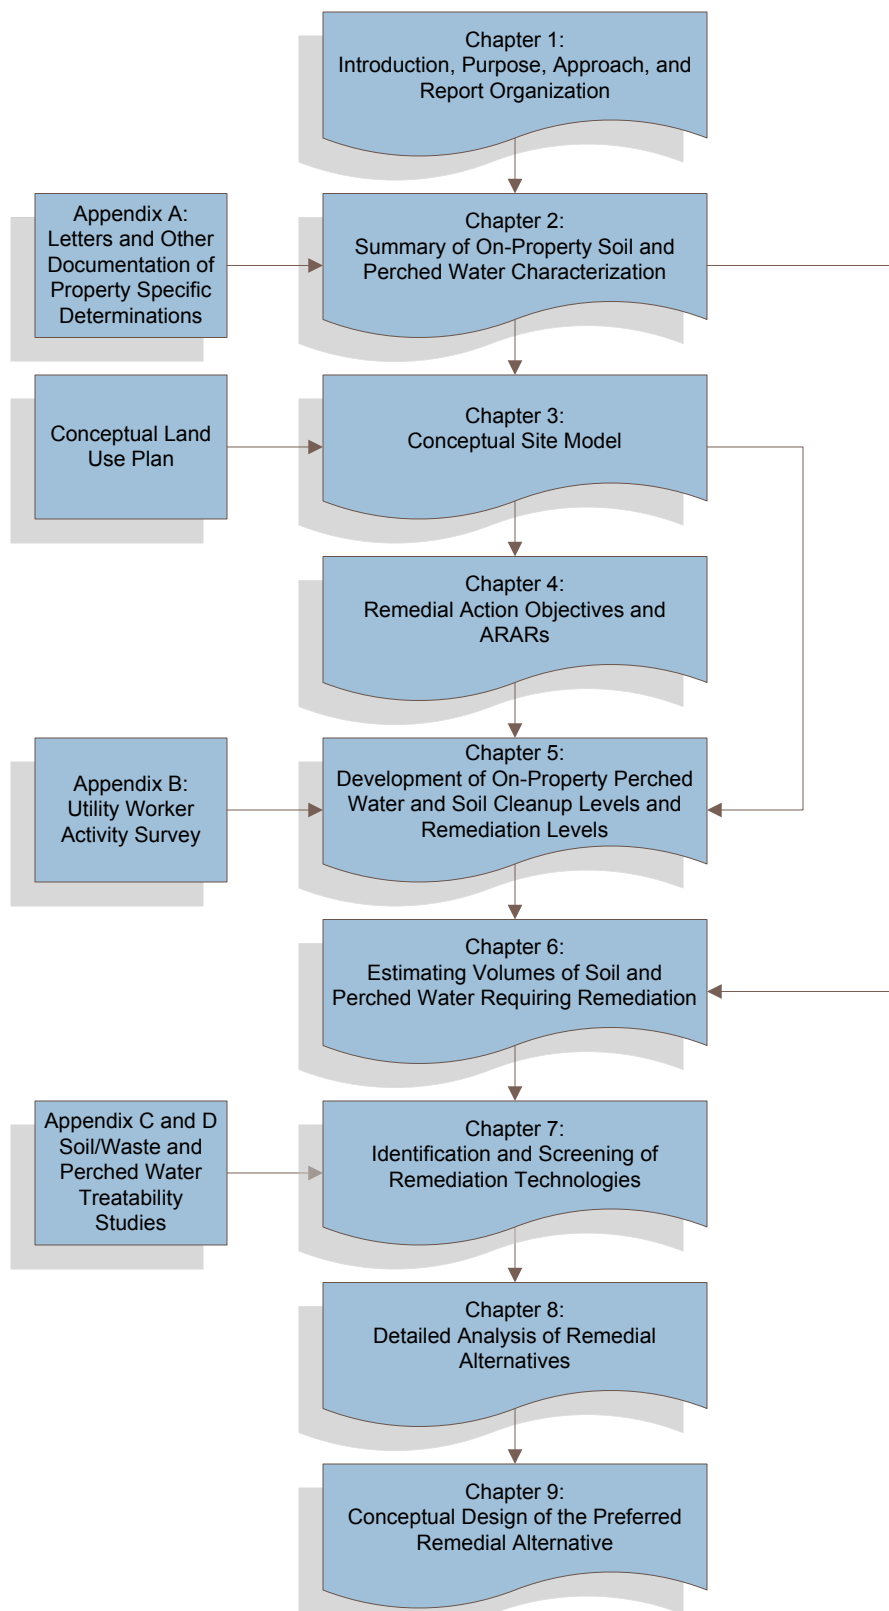 Chapter 1:
Introduction, Purpose, Approach, and
Report Organization
Appendix A:
Letters and Other
Documentation of
Property Specific
Determinations
Chapter 2:
Summary of On-Property Soil and
Perched Water Characterization
Conceptual Land
Use Plan
Chapter 3:
Conceptual Site Model
Chapter 4:
Remedial Action Objectives and
ARARs
Appendix B:
Utility Worker
Activity Survey
Chapter 5:
Development of On-Property Perched
Water and Soil Cleanup Levels and
Remediation Levels
Chapter 6:
Estimating Volumes of Soil and
Perched Water Requiring Remediation
Appendix C and D
Soil/Waste and
Perched Water
Treatability
Studies
Chapter 7:
Identification and Screening of
Remediation Technologies
Chapter 8:
Detailed Analysis of Remedial
Alternatives
Chapter 9:
Conceptual Design of the Preferred
Remedial Alternative